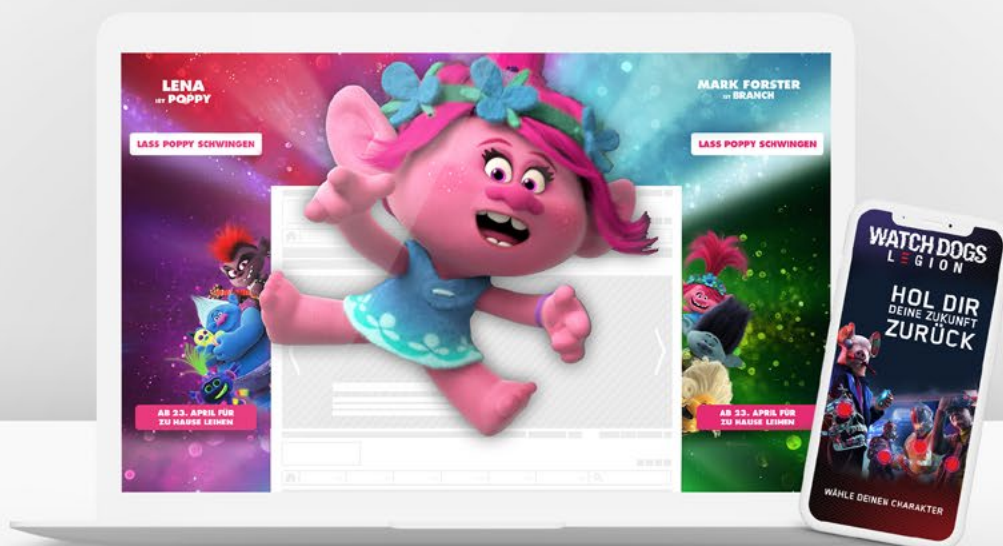 LENA
IST POPPY
LASS POPPY SCHWINGEN
AB 23. APRIL FÜR
ZU HAUSE LEIHEN
MARK FORSTER
IST BRANCH
LASS POPPY SCHWINGEN
AB 23. APRIL FÜR
ZU HAUSE LEIHEN
WATCH DOGS
LEGION
HOL DIR
DEINE ZUKUNFT
ZURÜCK
WÄHLE DEINEN CHARAKTER